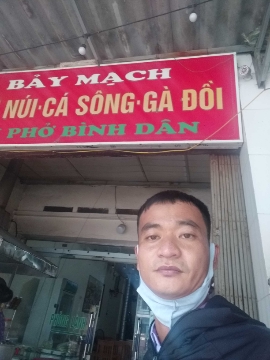 BẢY MẠCH
NÚI·CÁ SÔNG·GÀ ĐỒI
PHỞ BÌNH DÂN